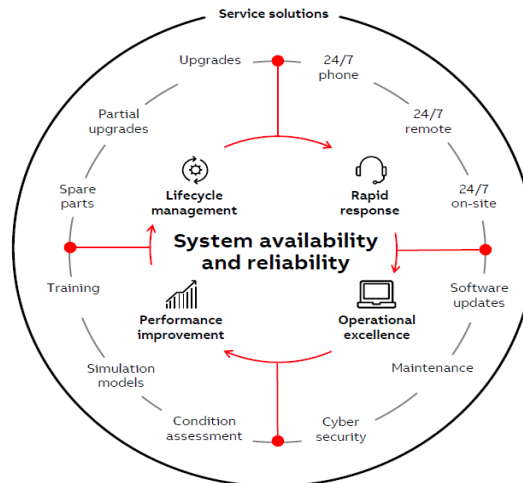 Service solutions
Upgrades
24/7
phone
Partial
upgrades
24/7
remote
Spare
parts
24/7
on-site
Lifecycle
management
Rapid
response
System availability
and reliability
Training
Software
updates
Performance
improvement
Operational
excellence
Simulation
models
Maintenance
Condition
assessment
Cyber
security